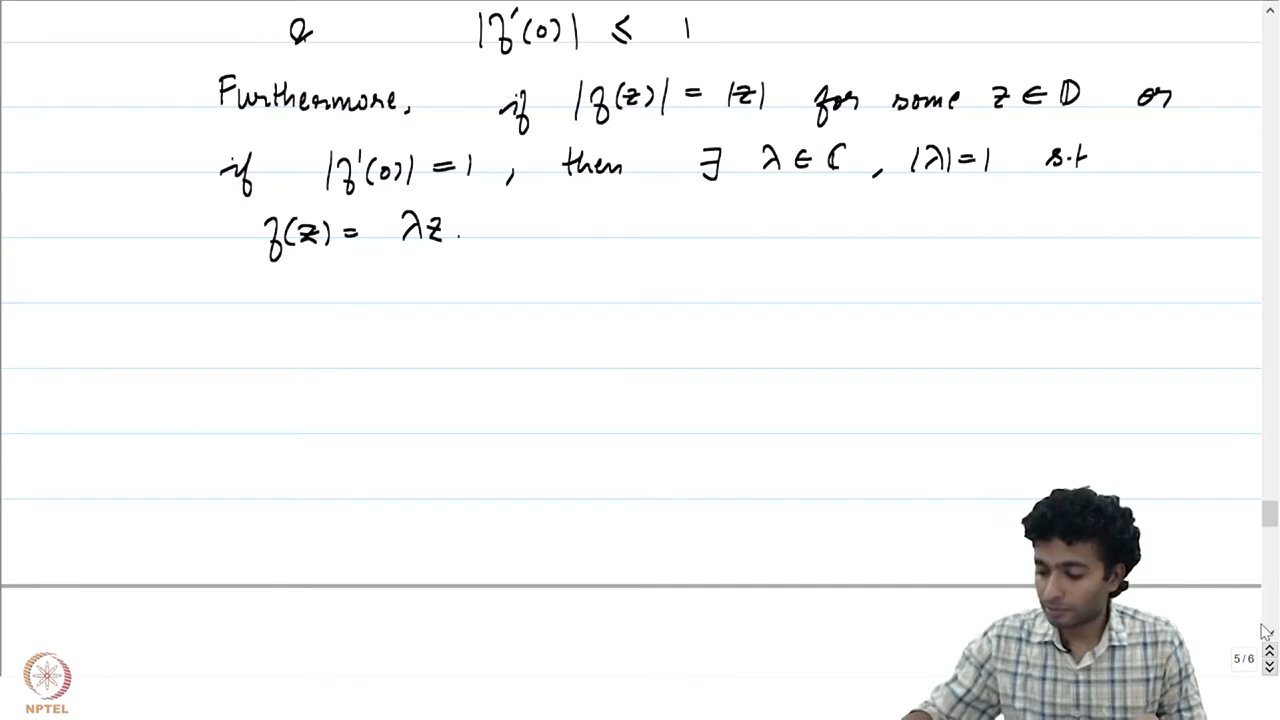 & |f'(0)| ≤ 1
Furthermore, if |f(z)| = |z| for some z ∈ 𝔻 or
if |f'(0)| = 1, then ∃ λ ∈ ℂ, |λ|=1 s.t
f(z) = λz.
5 / 6
NPTEL